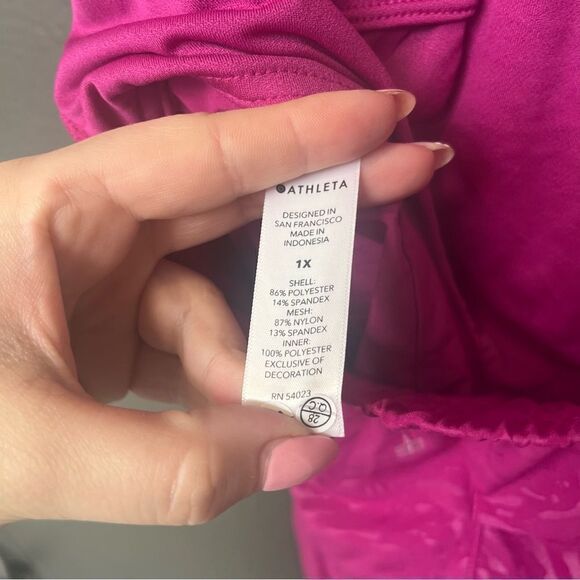 ATHLETA
DESIGNED IN
SAN FRANCISCO
MADE IN
INDONESIA
1X
SHELL:
86% POLYESTER
14% SPANDEX
MESH:
87% NYLON
13% SPANDEX
INNER:
100% POLYESTER
EXCLUSIVE OF
DECORATION
RN 54023
28
Q.C